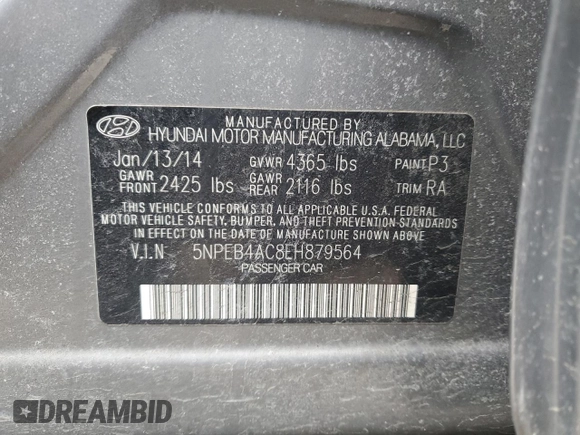 MANUFACTURED BY
HYUNDAI MOTOR MANUFACTURING ALABAMA, LLC
Jan/13/14 GVWR 4365 lbs PAINT P3
GAWR FRONT 2425 lbs GAWR REAR 2116 lbs TRIM RA
THIS VEHICLE CONFORMS TO ALL APPLICABLE U.S.A. FEDERAL
MOTOR VEHICLE SAFETY, BUMPER, AND THEFT PREVENTION STANDARDS
IN EFFECT ON THE DATE OF MANUFACTURE SHOWN ABOVE.
V.I.N 5NPEB4AC8EH879564
PASSENGER CAR
DREAMBID